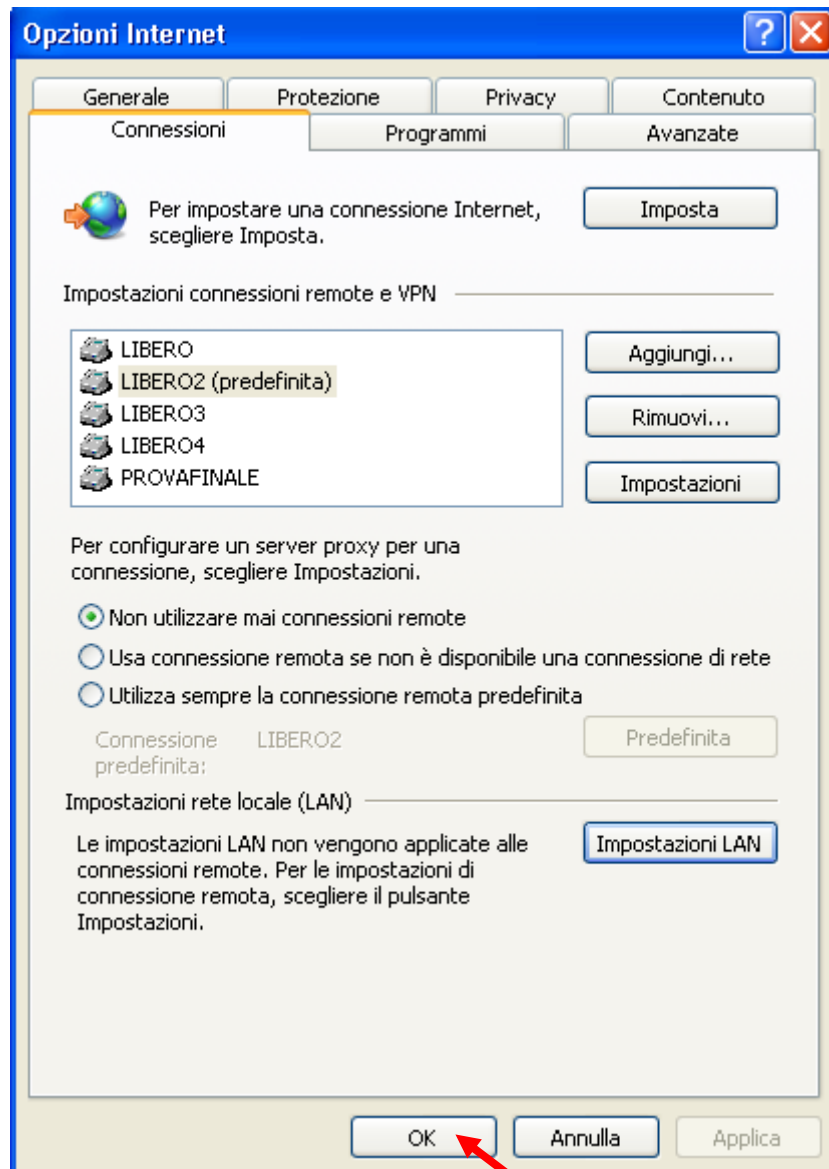 Opzioni Internet
?
Generale Protezione Privacy Contenuto
Connessioni Programmi Avanzate
Per impostare una connessione Internet,
scegliere Imposta.
Imposta
Impostazioni connessioni remote e VPN
LIBERO
LIBERO2 (predefinita)
LIBERO3
LIBERO4
PROVAFINALE
Aggiungi...
Rimuovi...
Impostazioni
Per configurare un server proxy per una
connessione, scegliere Impostazioni.
Non utilizzare mai connessioni remote
Usa connessione remota se non è disponibile una connessione di rete
Utilizza sempre la connessione remota predefinita
Connessione
predefinita:
LIBERO2
Predefinita
Impostazioni rete locale (LAN)
Le impostazioni LAN non vengono applicate alle
connessioni remote. Per le impostazioni di
connessione remota, scegliere il pulsante
Impostazioni.
Impostazioni LAN
OK Annulla Applica